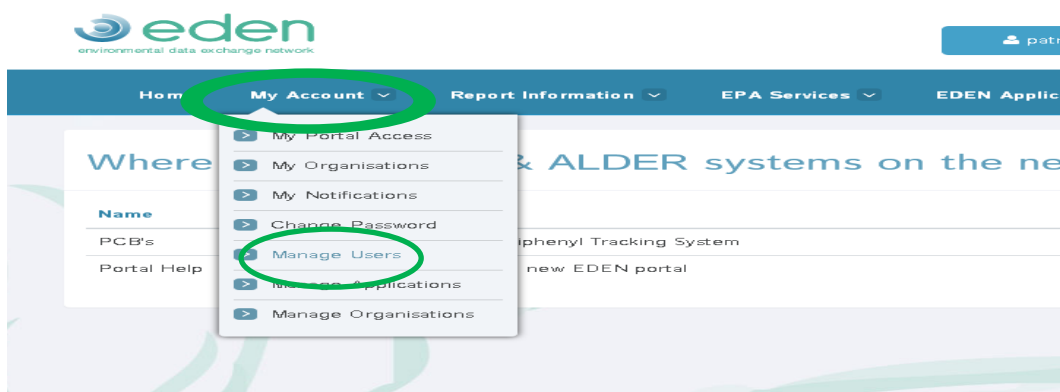 eden
environmental data exchange network
patr
Hom My Account Report Information EPA Services EDEN Applic
My Portal Access
Where & ALDER systems on the ne
My Organisations
My Notifications
Name
Change Password
PCB's iphenyl Tracking System
Manage Users
Portal Help new EDEN portal
Manage Applications
Manage Organisations